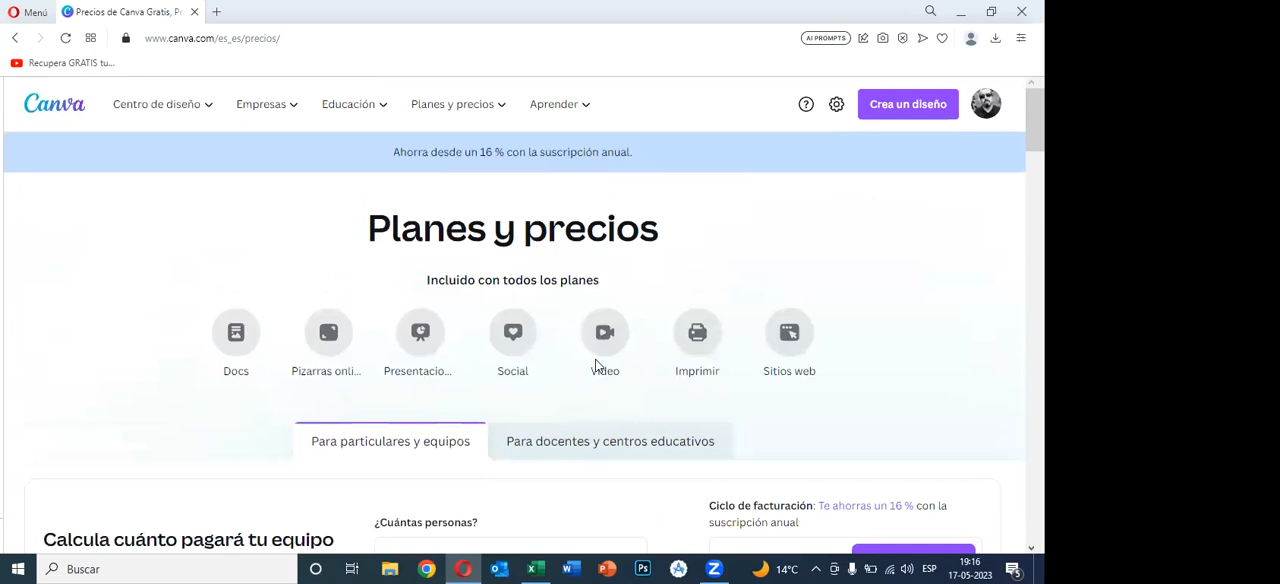 Menú
Precios de Canva Gratis, Pr
www.canva.com/es_es/precios/
AI PROMPTS
Recupera GRATIS tu...
Canva
Centro de diseño
Empresas
Educación
Planes y precios
Aprender
Crea un diseño
Ahorra desde un 16 % con la suscripción anual.
Planes y precios
Incluido con todos los planes
Docs
Pizarras onli...
Presentacio...
Social
Vídeo
Imprimir
Sitios web
Para particulares y equipos
Para docentes y centros educativos
Calcula cuánto pagará tu equipo
¿Cuántas personas?
Ciclo de facturación: Te ahorras un 16 % con la
suscripción anual
Buscar
14°C
ESP
19:16
17-05-2023
5